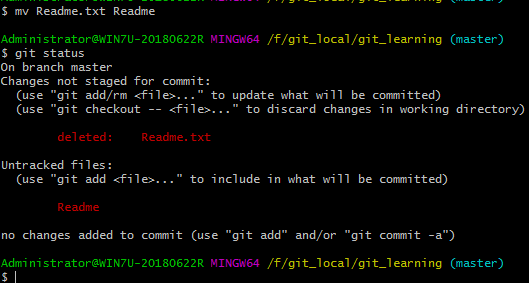 $ mv Readme.txt Readme
Administrator@WIN7U-20180622R MINGW64 /f/git_local/git_learning (master)
$ git status
On branch master
Changes not staged for commit:
  (use "git add/rm <file>..." to update what will be committed)
  (use "git checkout -- <file>..." to discard changes in working directory)
        deleted:    Readme.txt
Untracked files:
  (use "git add <file>..." to include in what will be committed)
        Readme
no changes added to commit (use "git add" and/or "git commit -a")
Administrator@WIN7U-20180622R MINGW64 /f/git_local/git_learning (master)
$